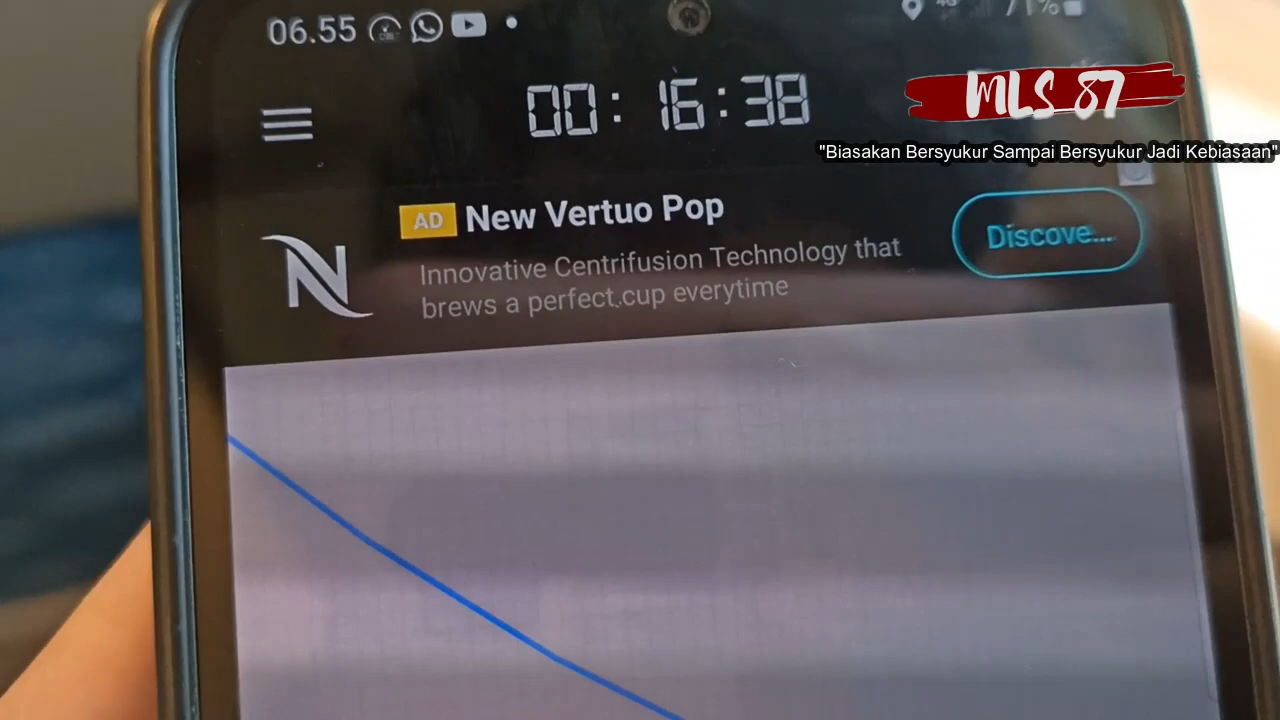 06.55
71%
00:16:38
MLS 87
"Biasakan Bersyukur Sampai Bersyukur Jadi Kebiasaan"
AD New Vertuo Pop
Innovative Centrifusion Technology that
brews a perfect cup everytime
Discove...
N